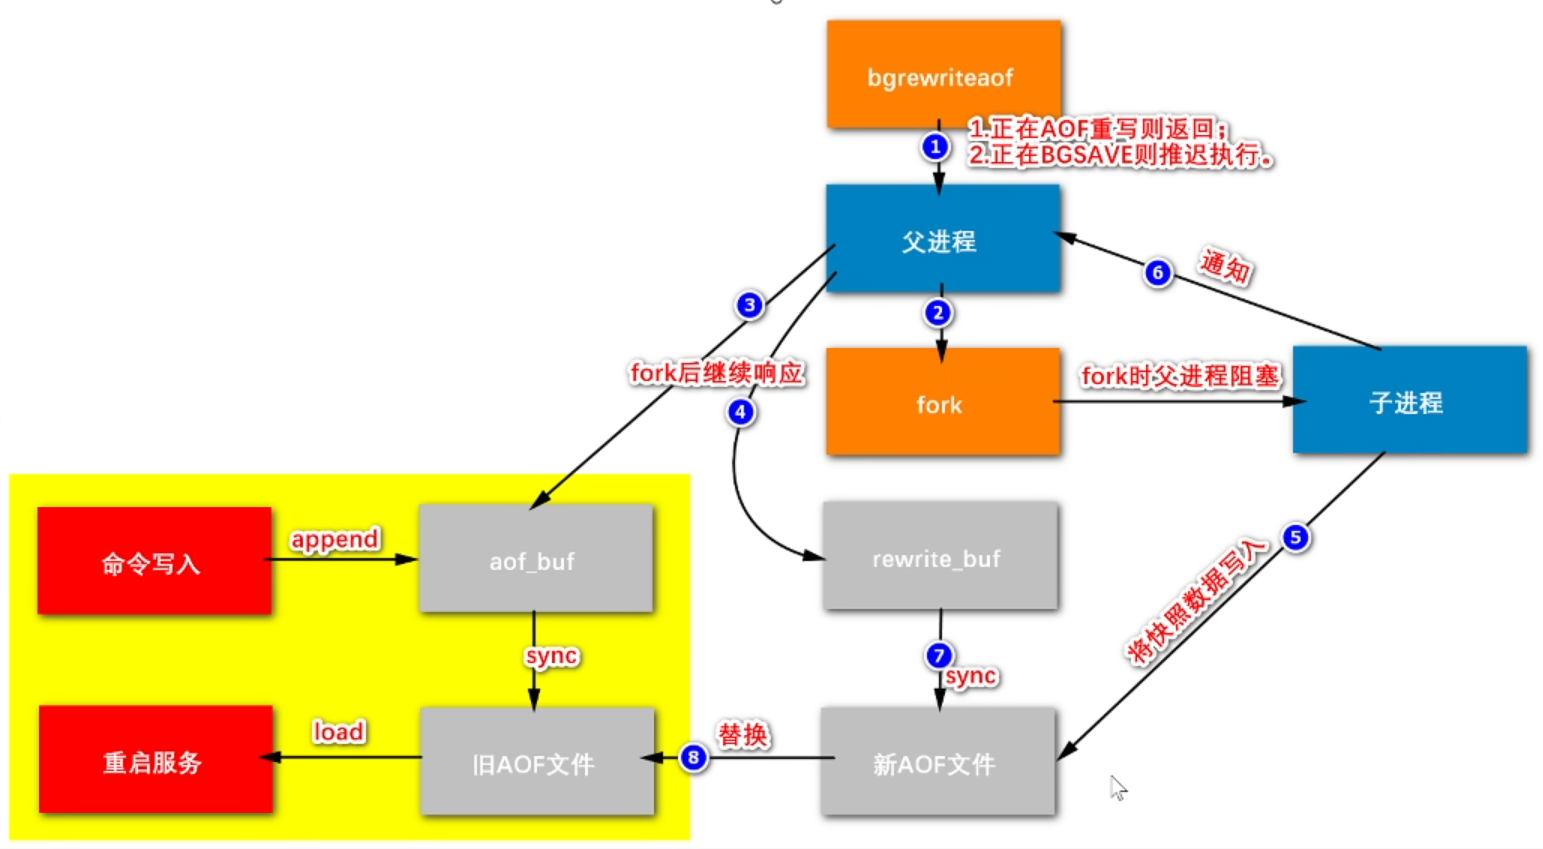 bgrewriteaof
1
1.正在AOF重写则返回；
2.正在BGSAVE则推迟执行。
父进程
6
通知
3
2
fork后继续响应
4
fork
fork时父进程阻塞
子进程
命令写入
append
aof_buf
rewrite_buf
5
将快照数据写入
sync
7
sync
重启服务
load
旧AOF文件
8
替换
新AOF文件